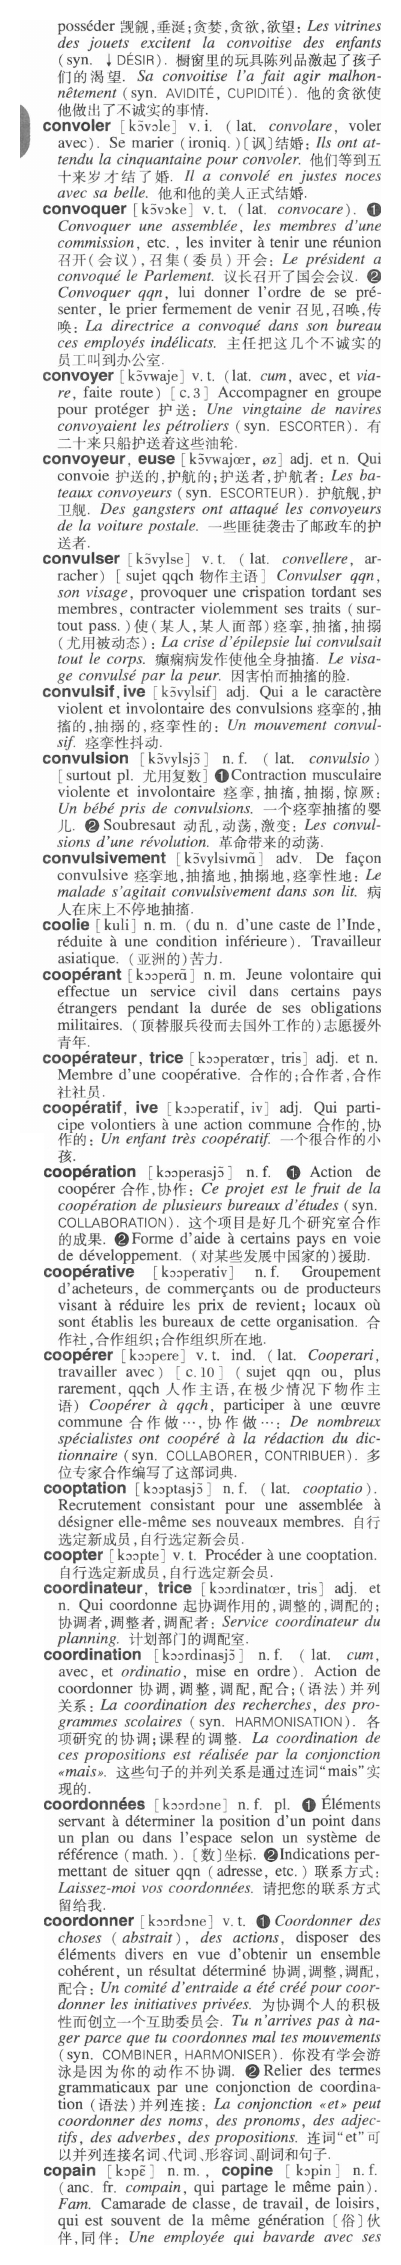 posséder 觊觎,垂涎;贪婪,贪欲,欲望: Les vitrines
des jouets excitent la convoitise des enfants
(syn. ↓DÉSIR). 橱窗里的玩具陈列品激起了孩子
们的渴望. Sa convoitise l'a fait agir malhon-
nêtement (syn. AVIDITÉ, CUPIDITÉ). 他的贪欲使
他做出了不诚实的事情.
convoler [kɔ̃vɔle] v. i. (lat. convolare, voler
avec). Se marier (ironiq.)〔讽〕结婚: Ils ont at-
tendu la cinquantaine pour convoler. 他们等到五
十来岁才结了婚. Il a convolé en justes noces
avec sa belle. 他和他的美人正式结婚.
convoquer [kɔ̃vɔke] v. t. (lat. convocare). ❶
Convoquer une assemblée, les membres d'une
commission, etc., les inviter à tenir une réunion
召开(会议),召集(委员)开会: Le président a
convoqué le Parlement. 议长召开了国会会议. ❷
Convoquer qqn, lui donner l'ordre de se pré-
senter, le prier fermement de venir 召见,召唤,传
唤: La directrice a convoqué dans son bureau
ces employés indélicats. 主任把这几个不诚实的
员工叫到办公室.
convoyer [kɔ̃vwaje] v. t. (lat. cum, avec, et via-
re, faite route) [c. 3] Accompagner en groupe
pour protéger 护送: Une vingtaine de navires
convoyaient les pétroliers (syn. ESCORTER). 有
二十来只船护送着这些油轮.
convoyeur, euse [kɔ̃vwajœr, øz] adj. et n. Qui
convoie 护送的,护航的;护送者,护航者: Les ba-
teaux convoyeurs (syn. ESCORTEUR). 护航舰,护
卫舰. Des gangsters ont attaqué les convoyeurs
de la voiture postale. 一些匪徒袭击了邮政车的护
送者.
convulser [kɔ̃vylse] v. t. (lat. convellere, ar-
racher) [sujet qqch 物作主语] Convulser qqn,
son visage, provoquer une crispation tordant ses
membres, contracter violemment ses traits (sur-
tout pass.)使(某人,某人面部)痉挛,抽搐,抽搦
(尤用被动态): La crise d'épilepsie lui convulsait
tout le corps. 癫痫病发作使他全身抽搐. Le visa-
ge convulsé par la peur. 因害怕而抽搐的脸.
convulsif, ive [kɔ̃vylsif] adj. Qui a le caractère
violent et involontaire des convulsions 痉挛的,抽
搐的,抽搦的,痉挛性的: Un mouvement convul-
sif. 痉挛性抖动.
convulsion [kɔ̃vylsjɔ̃] n. f. (lat. convulsio)
[surtout pl. 尤用复数] ❶Contraction musculaire
violente et involontaire 痉挛,抽搐,抽搦,惊厥:
Un bébé pris de convulsions. 一个痉挛抽搐的婴
儿. ❷ Soubresaut 动乱,动荡,激变: Les convul-
sions d'une révolution. 革命带来的动荡.
convulsivement [kɔ̃vylsivmɑ̃] adv. De façon
convulsive 痉挛地,抽搐地,抽搦地,痉挛性地: Le
malade s'agitait convulsivement dans son lit. 病
人在床上不停地抽搐.
coolie [kuli] n. m. (du n. d'une caste de l'Inde,
réduite à une condition inférieure). Travailleur
asiatique. (亚洲的)苦力.
coopérant [kɔɔperɑ̃] n. m. Jeune volontaire qui
effectue un service civil dans certains pays
étrangers pendant la durée de ses obligations
militaires. (顶替服兵役而去国外工作的)志愿援外
青年.
coopérateur, trice [kɔɔperatœr, tris] adj. et n.
Membre d'une coopérative. 合作的;合作者,合作
社社员.
coopératif, ive [kɔɔperatif, iv] adj. Qui parti-
cipe volontiers à une action commune 合作的,协
作的: Un enfant très coopératif. 一个很合作的小
孩.
coopération [kɔɔperasjɔ̃] n. f. ❶ Action de
coopérer 合作,协作: Ce projet est le fruit de la
coopération de plusieurs bureaux d'études (syn.
COLLABORATION). 这个项目是好几个研究室合作
的成果. ❷Forme d'aide à certains pays en voie
de développement. (对某些发展中国家的)援助.
coopérative [kɔɔperativ] n. f. Groupement
d'acheteurs, de commerçants ou de producteurs
visant à réduire les prix de revient; locaux où
sont établis les bureaux de cette organisation. 合
作社,合作组织;合作组织所在地.
coopérer [kɔɔpere] v. t. ind. (lat. Cooperari,
travailler avec) [c. 10] (sujet qqn ou, plus
rarement, qqch 人作主语,在极少情况下物作主
语) Coopérer à qqch, participer à une œuvre
commune 合作做…,协作做…: De nombreux
spécialistes ont coopéré à la rédaction du dic-
tionnaire (syn. COLLABORER, CONTRIBUER). 多
位专家合作编写了这部词典.
cooptation [kɔɔptasjɔ̃] n. f. (lat. cooptatio).
Recrutement consistant pour une assemblée à
désigner elle-même ses nouveaux membres. 自行
选定新成员,自行选定新会员.
coopter [kɔɔpte] v. t. Procéder à une cooptation.
自行选定新成员,自行选定新会员.
coordinateur, trice [kɔɔrdinatœr, tris] adj. et
n. Qui coordonne 起协调作用的,调整的,调配的;
协调者,调整者,调配者: Service coordinateur du
planning. 计划部门的调配室.
coordination [kɔɔrdinasjɔ̃] n. f. (lat. cum,
avec, et ordinatio, mise en ordre). Action de
coordonner 协调,调整,调配,配合;(语法)并列
关系: La coordination des recherches, des pro-
grammes scolaires (syn. HARMONISATION). 各
项研究的协调;课程的调整. La coordination de
ces propositions est réalisée par la conjonction
«mais». 这些句子的并列关系是通过连词“mais”实
现的.
coordonnées [kɔɔrdɔne] n. f. pl. ❶ Éléments
servant à déterminer la position d'un point dans
un plan ou dans l'espace selon un système de
référence (math.).〔数〕坐标. ❷Indications per-
mettant de situer qqn (adresse, etc.) 联系方式:
Laissez-moi vos coordonnées. 请把您的联系方式
留给我.
coordonner [kɔɔrdɔne] v. t. ❶ Coordonner des
choses (abstrait), des actions, disposer des
éléments divers en vue d'obtenir un ensemble
cohérent, un résultat déterminé 协调,调整,调配,
配合: Un comité d'entraide a été créé pour coor-
donner les initiatives privées. 为协调个人的积极
性而创立一个互助委员会. Tu n'arrives pas à na-
ger parce que tu coordonnes mal tes mouvements
(syn. COMBINER, HARMONISER). 你没有学会游
泳是因为你的动作不协调. ❷ Relier des termes
grammaticaux par une conjonction de coordina-
tion (语法)并列连接: La conjonction «et» peut
coordonner des noms, des pronoms, des adjec-
tifs, des adverbes, des propositions. 连词“et”可
以并列连接名词、代词、形容词、副词和句子.
copain [kɔpɛ̃] n. m., copine [kɔpin] n. f.
(anc. fr. compain, qui partage le même pain).
Fam. Camarade de classe, de travail, de loisirs,
qui est souvent de la même génération〔俗〕伙
伴,同伴: Une employée qui bavarde avec ses